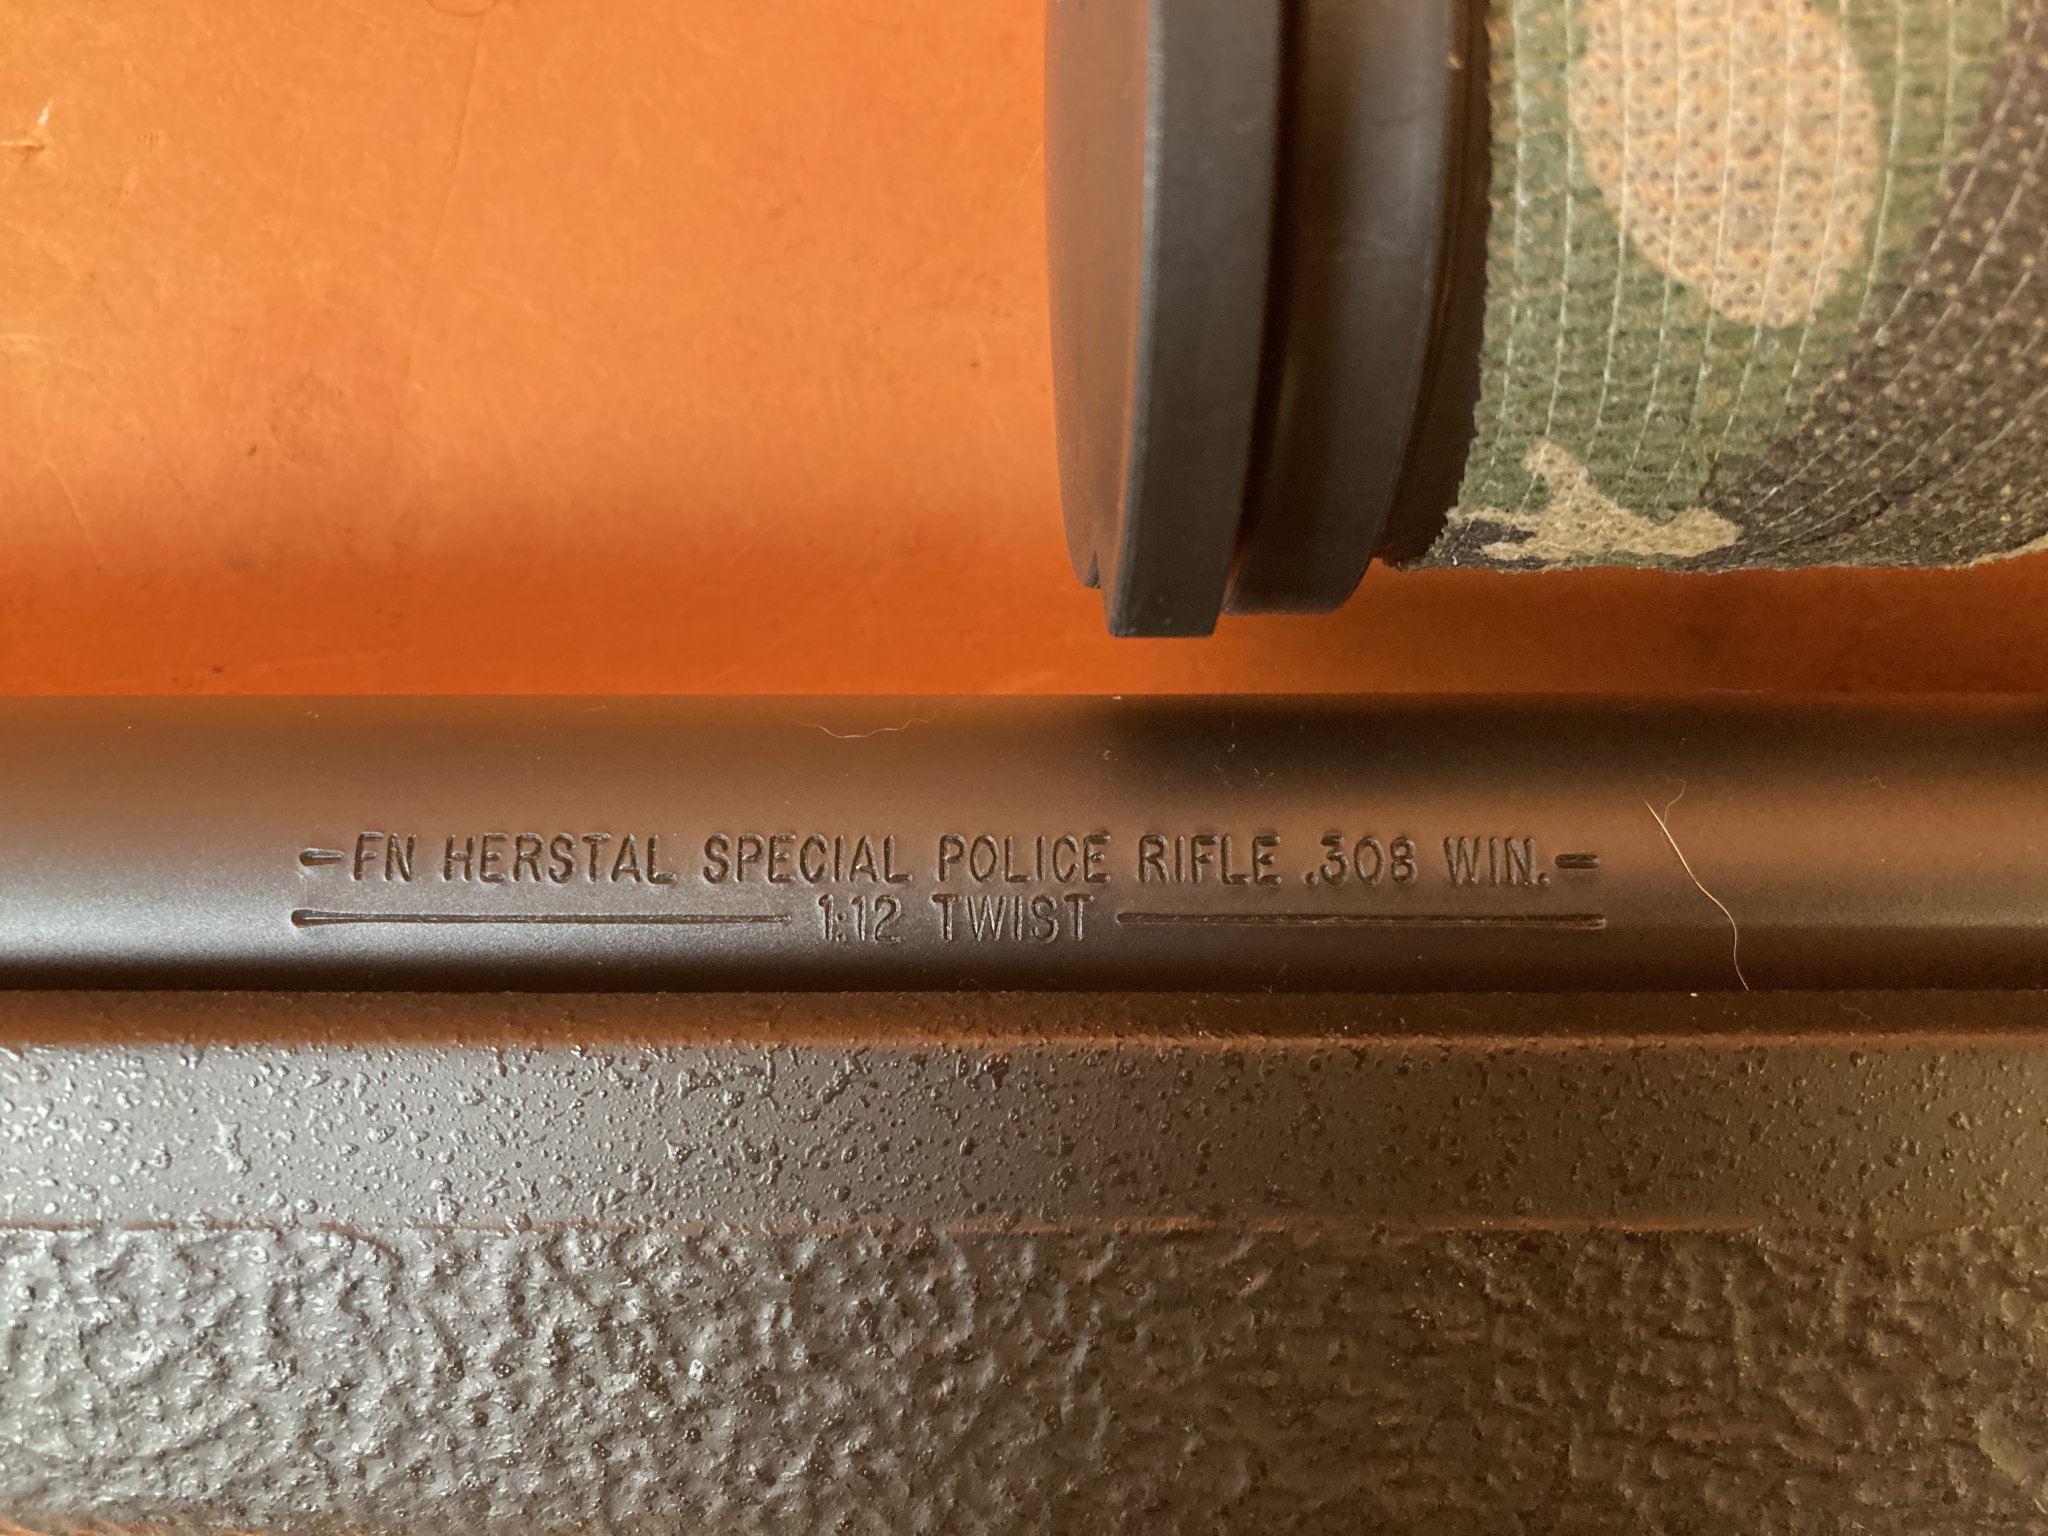 -FN HERSTAL SPECIAL POLICE RIFLE .308 WIN.-
1:12 TWIST